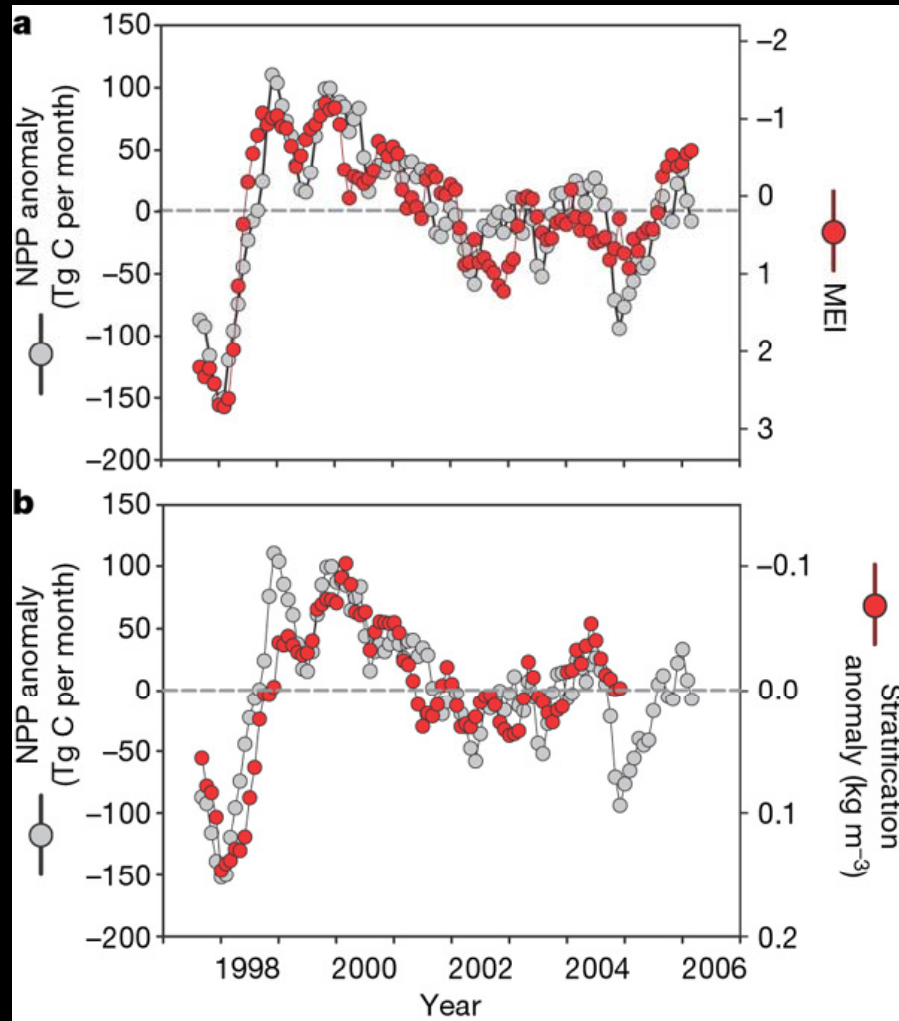 a
NPP anomaly
(Tg C per month)
150
100
50
0
−50
−100
−150
−200
−2
−1
0
1
2
3
MEI
b
NPP anomaly
(Tg C per month)
150
100
50
0
−50
−100
−150
−200
−0.1
0.0
0.1
0.2
Stratification
anomaly (kg m⁻³)
1998 2000 2002 2004 2006
Year